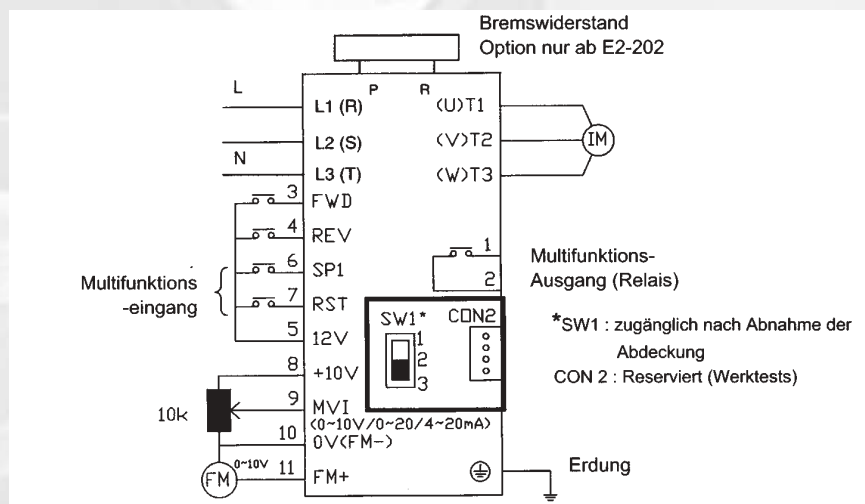 Bremswiderstand
Option nur ab E2-202
P R
L L1 (R) (U)T1
L2 (S) (V)T2 IM
N L3 (T) (W)T3
3 FWD
4 REV
6 SP1
7 RST
5 12V
Multifunktions
-eingang
1
2
Multifunktions-
Ausgang (Relais)
SW1* CON2
1
2
3
*SW1 : zugänglich nach Abnahme der
Abdeckung
CON 2 : Reserviert (Werktests)
8 +10V
10k 9 MVI
(0~10V/0~20/4~20mA)
10 0V(FM-)
FM 0~10V 11 FM+
Erdung